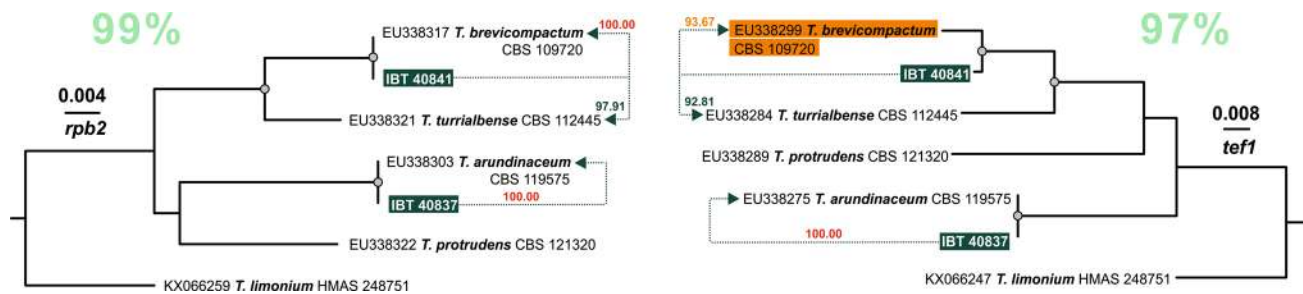 99%
100.00
EU338317 T. brevicompactum
CBS 109720
IBT 40841
0.004
rpb2
97.91
EU338321 T. turrialbense CBS 112445
EU338303 T. arundinaceum
CBS 119575
100.00
IBT 40837
EU338322 T. protrudens CBS 121320
KX066259 T. limonium HMAS 248751
97%
93.67
EU338299 T. brevicompactum
CBS 109720
IBT 40841
92.81
EU338284 T. turrialbense CBS 112445
0.008
tef1
EU338289 T. protrudens CBS 121320
EU338275 T. arundinaceum CBS 119575
100.00
IBT 40837
KX066247 T. limonium HMAS 248751